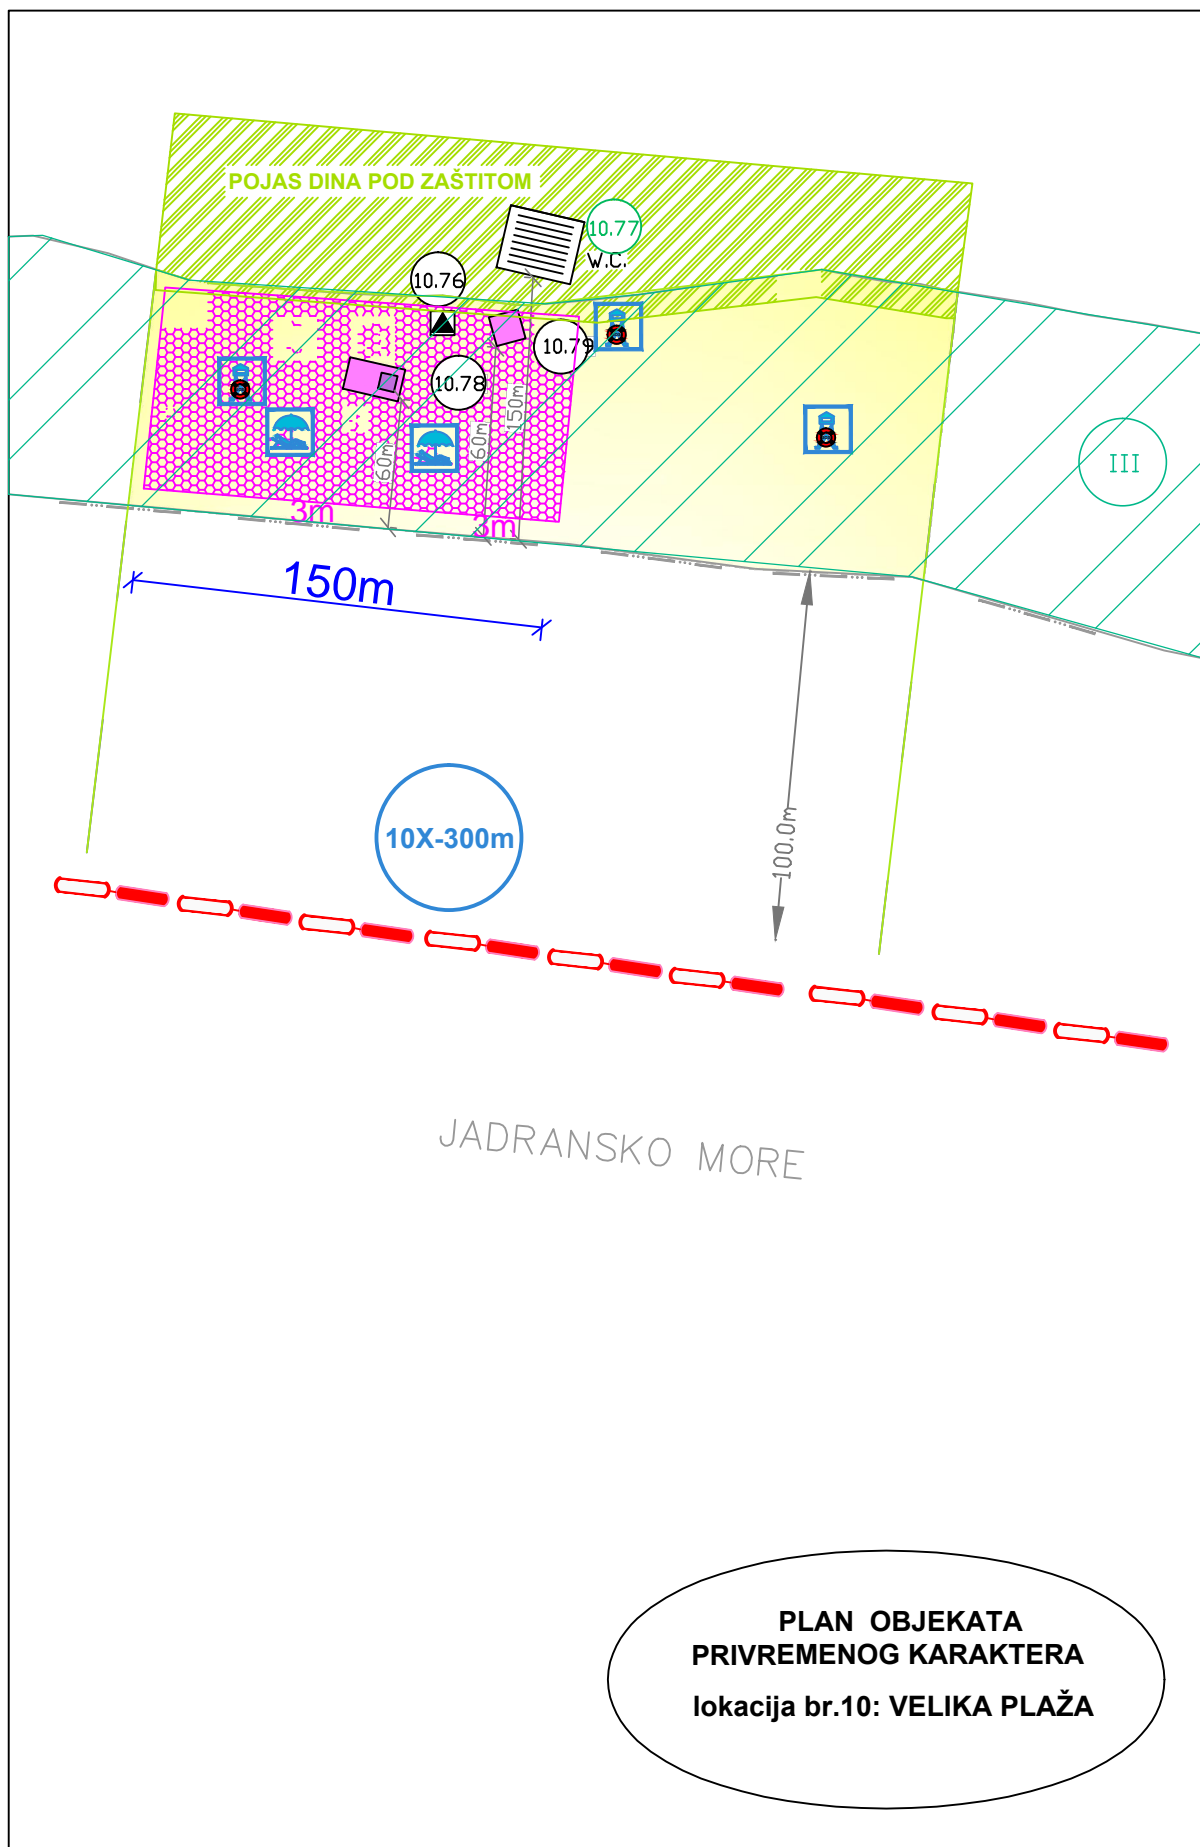 POJAS DINA POD ZAŠTITOM
10.77
W.C.
10.76
10.79
10.78
150m
60m
60m
III
3m
3m
150m
100.0m
10X-300m
JADRANSKO MORE
PLAN OBJEKATA
PRIVREMENOG KARAKTERA
lokacija br.10: VELIKA PLAŽA